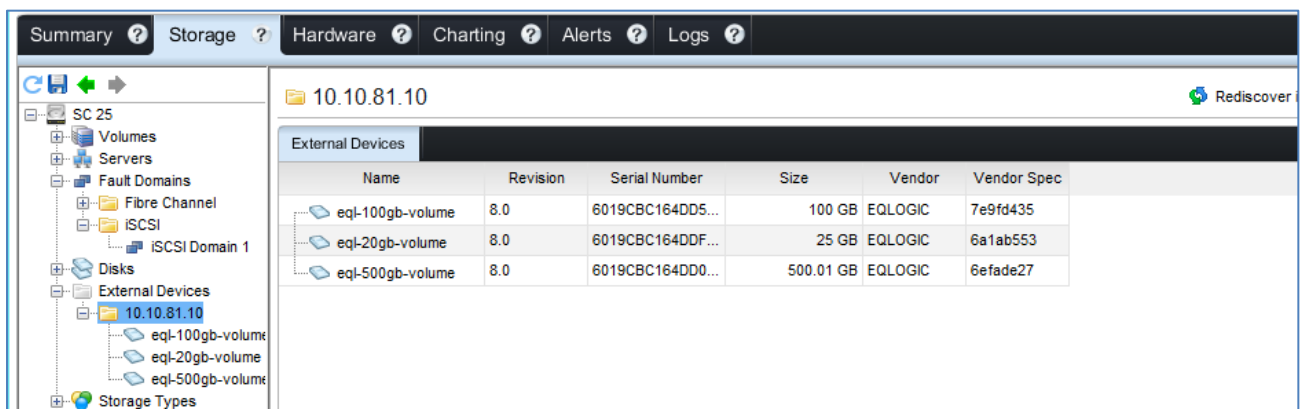 Summary ? Storage ? Hardware ? Charting ? Alerts ? Logs ?
SC 25
Volumes
Servers
Fault Domains
Fibre Channel
iSCSI
iSCSI Domain 1
Disks
External Devices
10.10.81.10
eql-100gb-volume
eql-20gb-volume
eql-500gb-volume
Storage Types
10.10.81.10
Rediscover i
External Devices
Name Revision Serial Number Size Vendor Vendor Spec
eql-100gb-volume 8.0 6019CBC164DD5... 100 GB EQLOGIC 7e9fd435
eql-20gb-volume 8.0 6019CBC164DDF... 25 GB EQLOGIC 6a1ab553
eql-500gb-volume 8.0 6019CBC164DD0... 500.01 GB EQLOGIC 6efade27